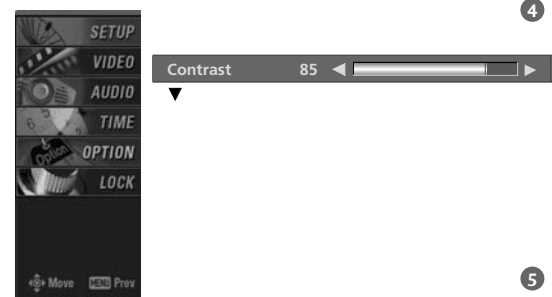 4
SETUP
VIDEO
Contrast 85 ◀ ▶
AUDIO
▼
TIME
OPTION
LOCK
Move MENU Prev
5